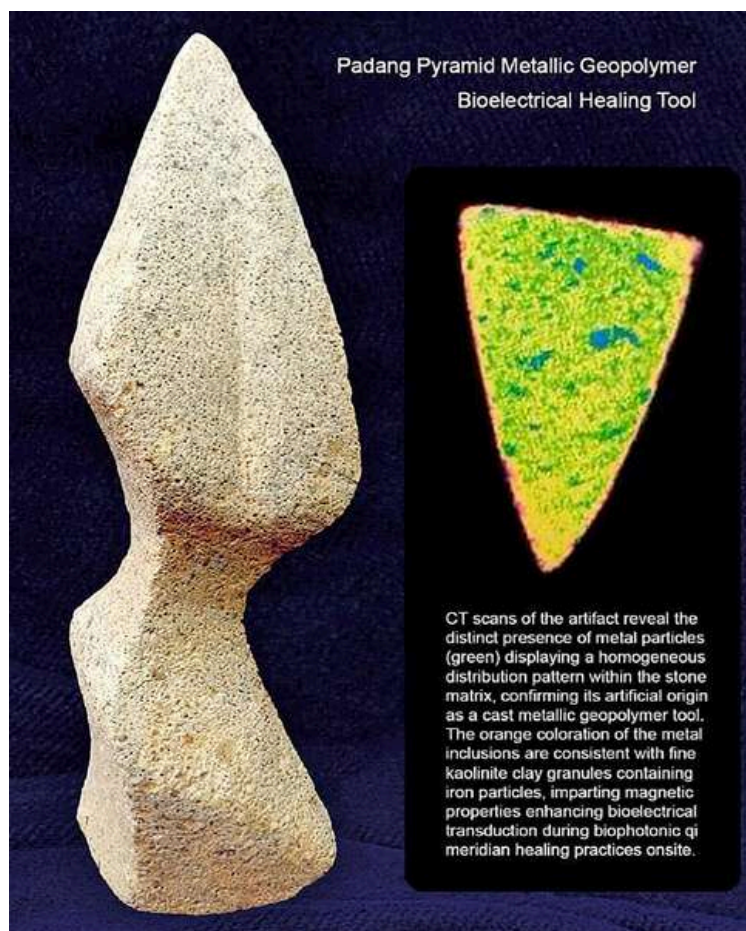 Padang Pyramid Metallic Geopolymer
Bioelectrical Healing Tool
CT scans of the artifact reveal the
distinct presence of metal particles
(green) displaying a homogeneous
distribution pattern within the stone
matrix, confirming its artificial origin
as a cast metallic geopolymer tool.
The orange coloration of the metal
inclusions are consistent with fine
kaolinite clay granules containing
iron particles, imparting magnetic
properties enhancing bioelectrical
transduction during biophotonic qi
meridian healing practices onsite.